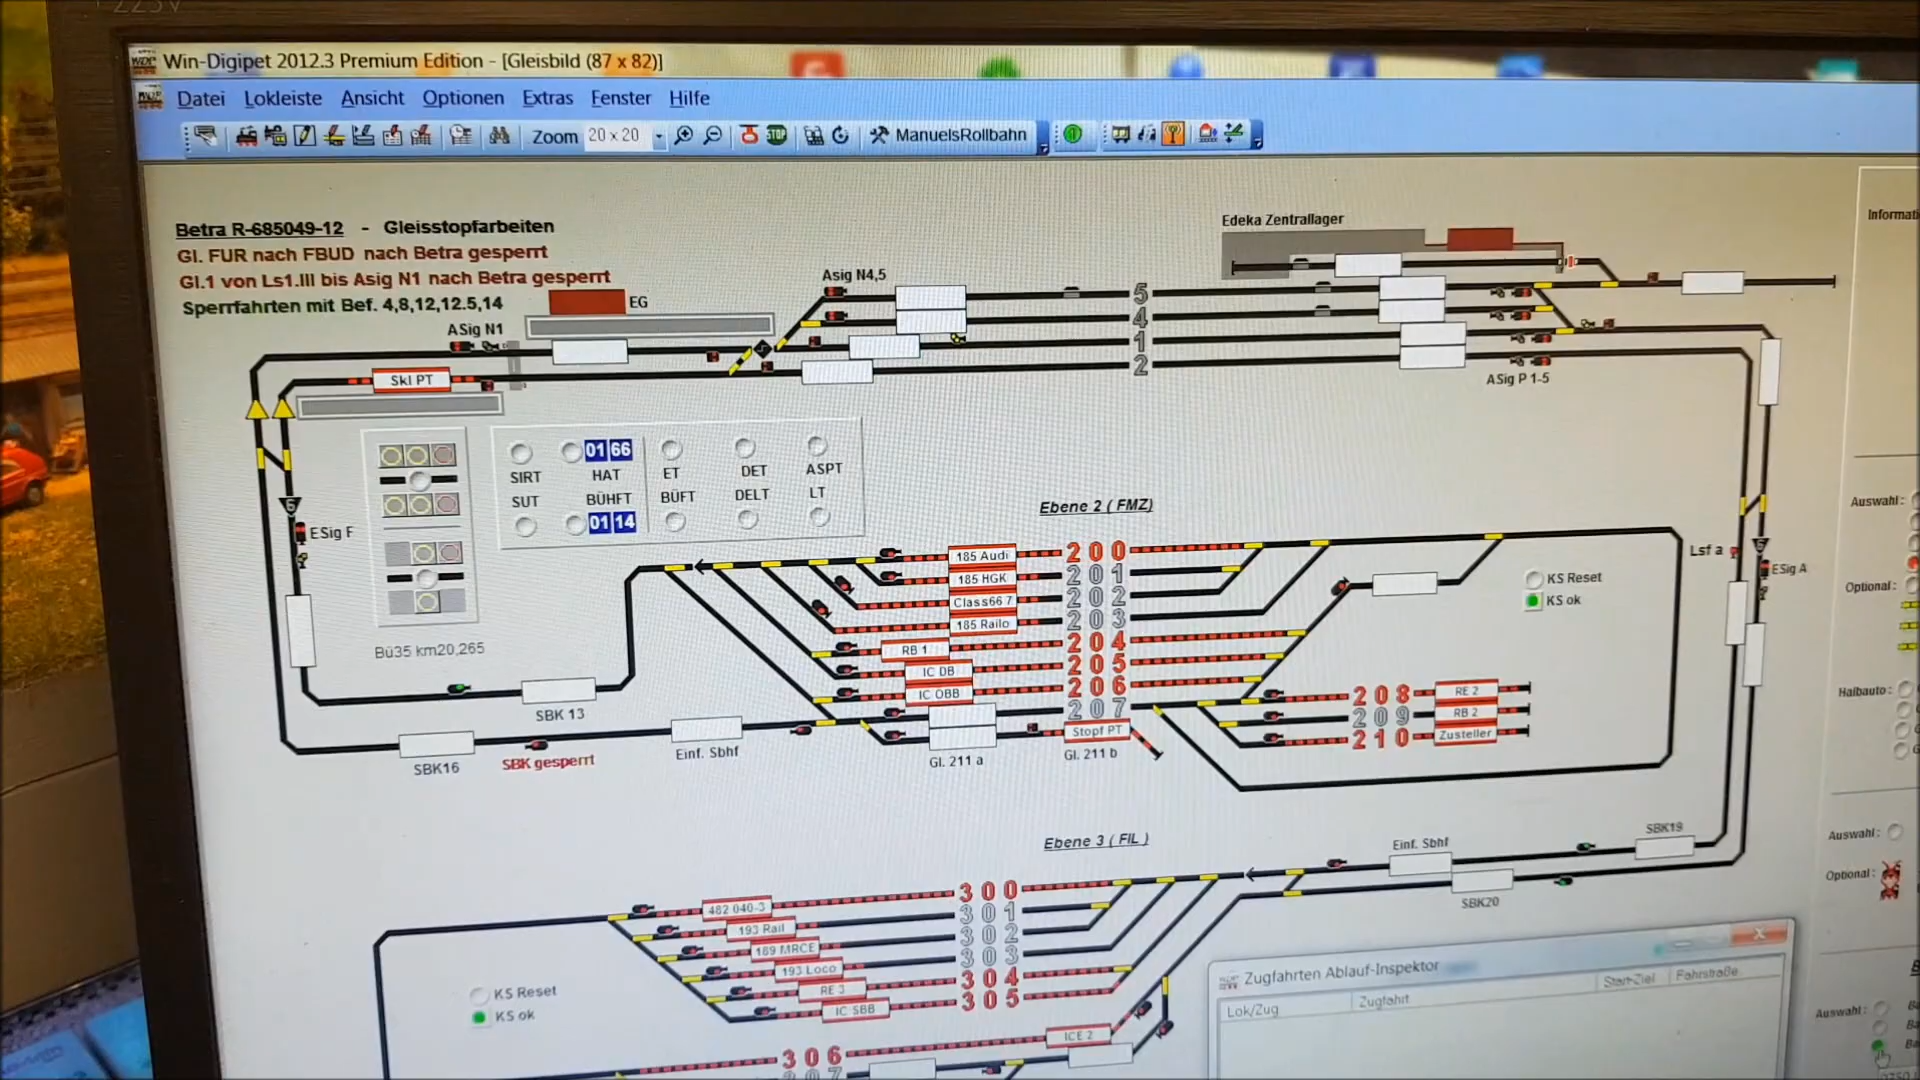 Win-Digipet 2012.3 Premium Edition - [Gleisbild (87 x 82)]
Datei Lokleiste Ansicht Optionen Extras Fenster Hilfe
Zoom 20 x 20 STOP ManuelsRollbahn
Betra R-685049-12 - Gleisstopfarbeiten
Gl. FUR nach FBUD nach Betra gesperrt
Gl.1 von Ls1.III bis Asig N1 nach Betra gesperrt
Sperrfahrten mit Bef. 4,8,12,12.5,14
EG
ASig N1
Asig N4,5
Edeka Zentrallager
5
4
1
2
ASig P 1-5
Skl PT
ESig F
6
01 66
SIRT HAT ET DET ASPT
SUT BÜHFT BÜFT DELT LT
01 14
Bü35 km20,265
Ebene 2 ( FMZ)
185 Audi 200
185 HGK 201
Class66 7 202
185 Railo 203
RB 1 204
IC DB 205
IC OBB 206
207
Stopf PT
Gl. 211 a
Gl. 211 b
208 RE 2
209 RB 2
210 Zusteller
KS Reset
KS ok
Lsf a
6
ESig A
SBK 13
SBK16
SBK gesperrt
Einf. Sbhf
Ebene 3 ( FIL )
Einf. Sbhf
SBK19
SBK20
482 040-3 300
193 Rail 301
189 MRCE 302
193 Loco 303
RE 3 304
IC SBB 305
ICE 2
306
KS Reset
KS ok
Zugfahrten Ablauf-Inspektor
Lok/Zug Zugfahrt Start-Ziel Fahrstraße
Auswahl :
Optional :
Halbauto :
Auswahl :
Optional :
Auswahl :